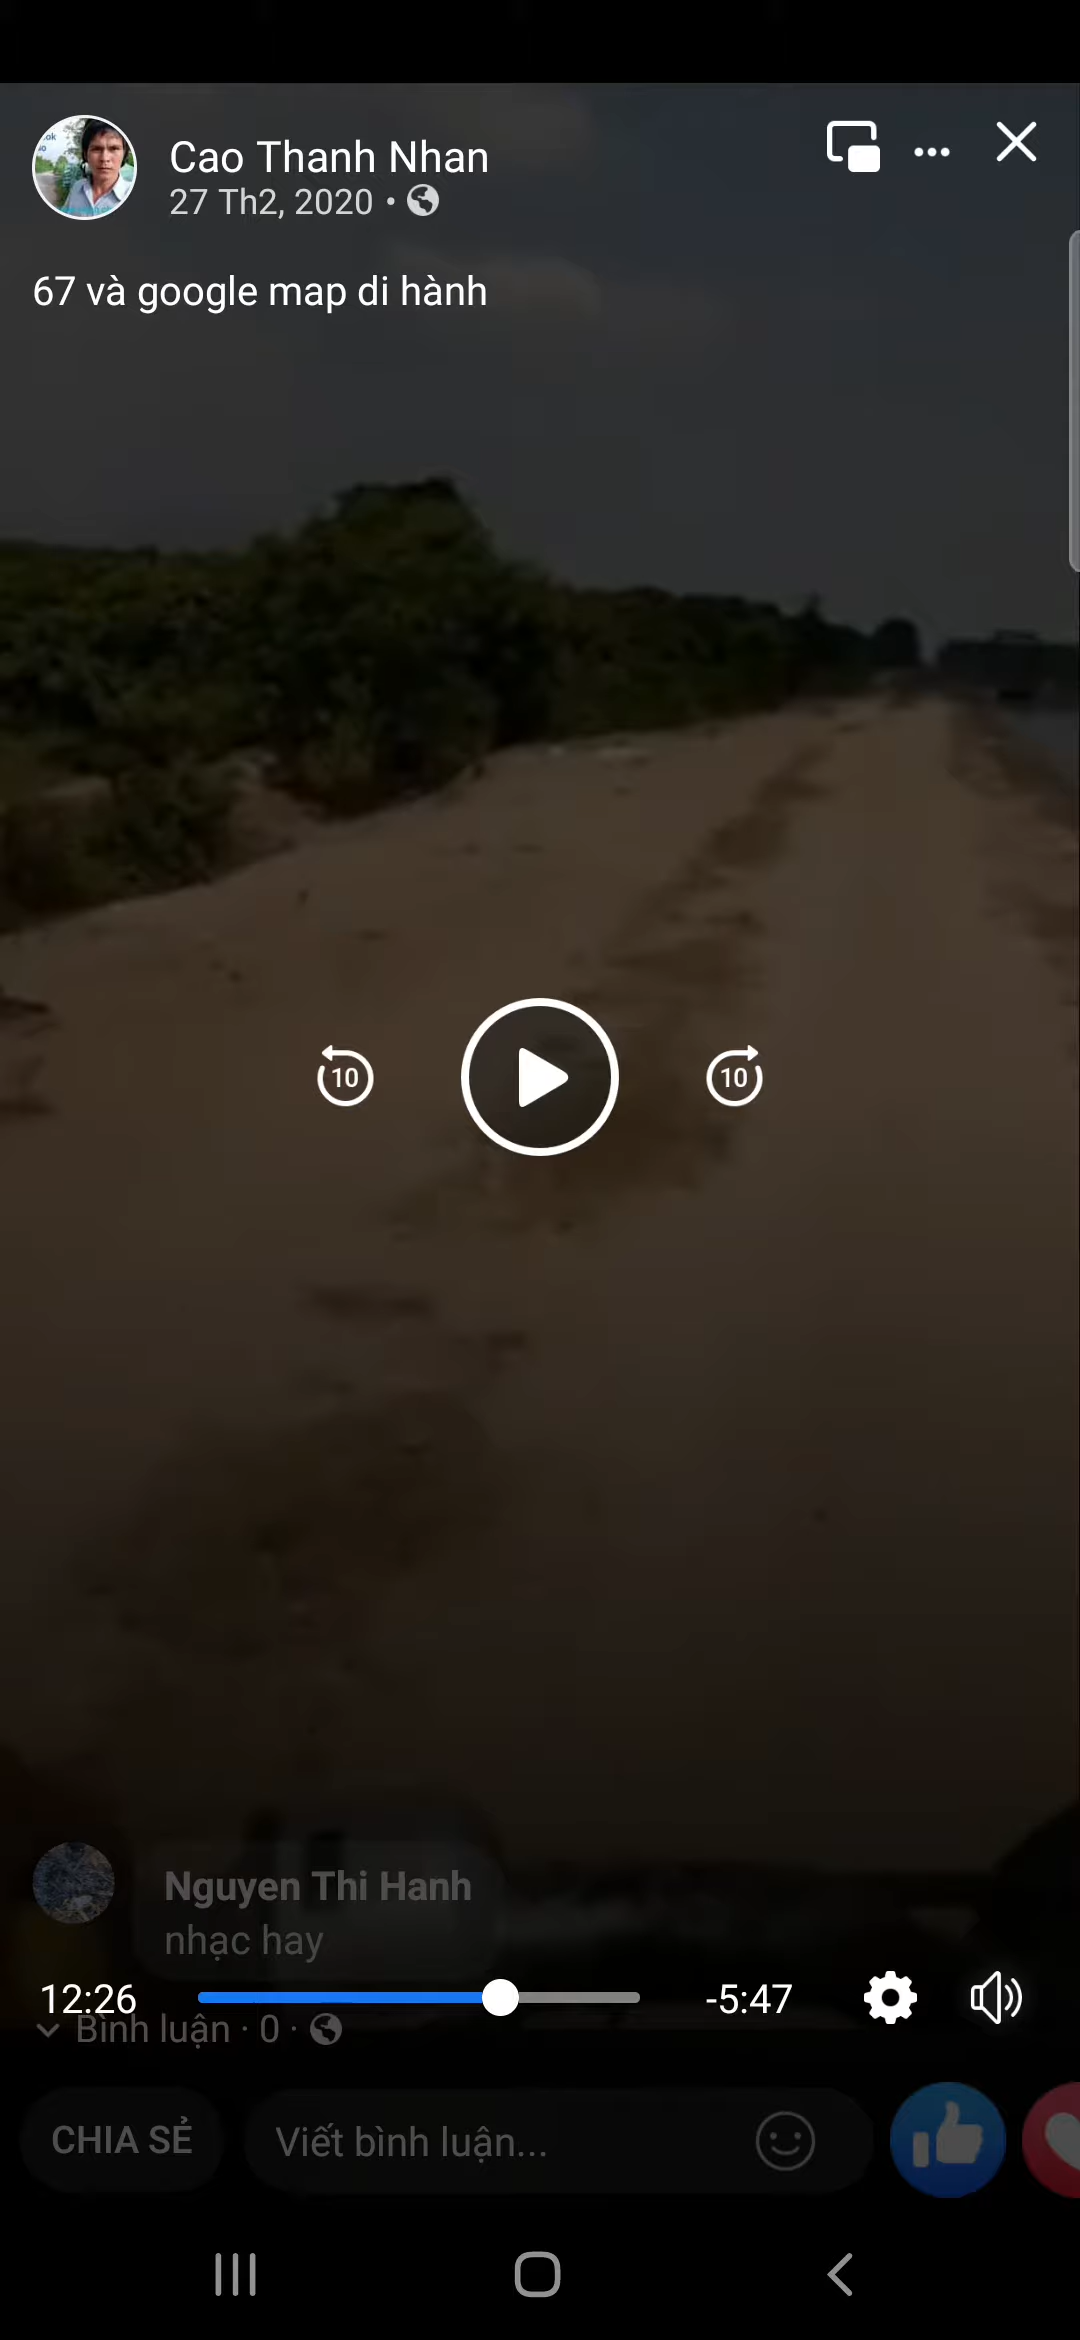 Cao Thanh Nhan
27 Th2, 2020 •
67 và google map di hành
10
10
Nguyen Thi Hanh
nhạc hay
12:26
-5:47
Bình luận · 0 ·
CHIA SẺ
Viết bình luận...